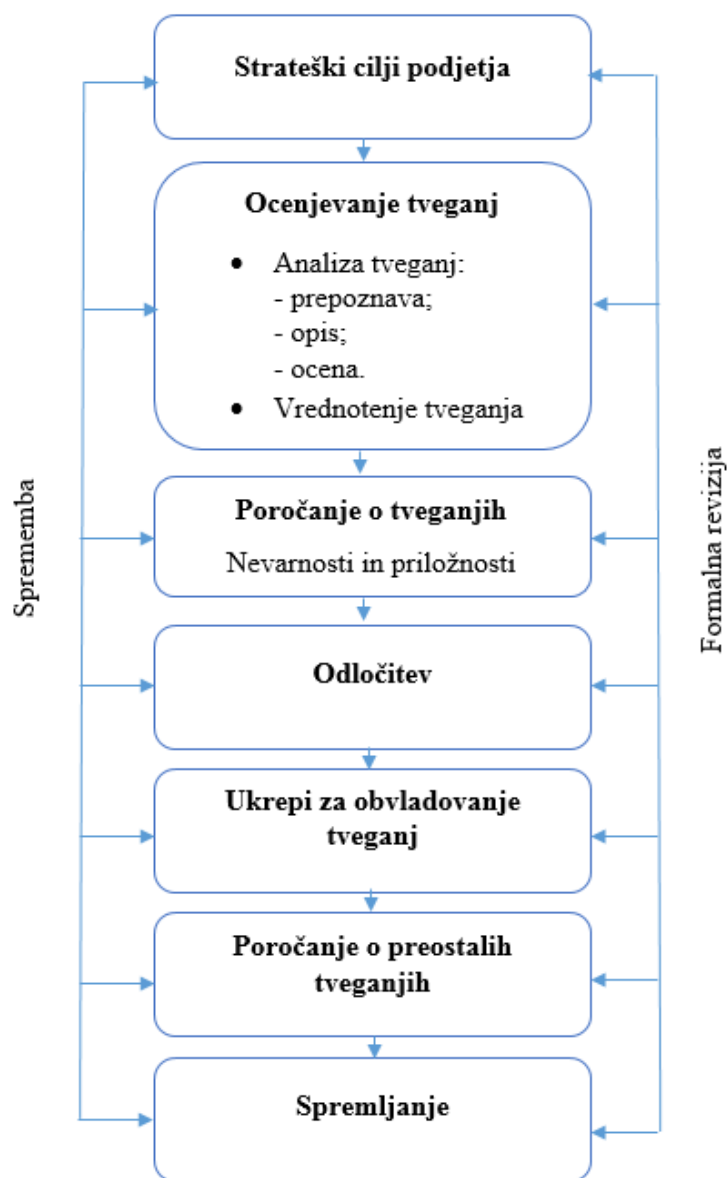 Strateški cilji podjetja
Ocenjevanje tveganj
• Analiza tveganj:
- prepoznava;
- opis;
- ocena.
• Vrednotenje tveganja
Poročanje o tveganjih
Nevarnosti in priložnosti
Odločitev
Ukrepi za obvladovanje
tveganj
Poročanje o preostalih
tveganjih
Spremljanje
Sprememba
Formalna revizija